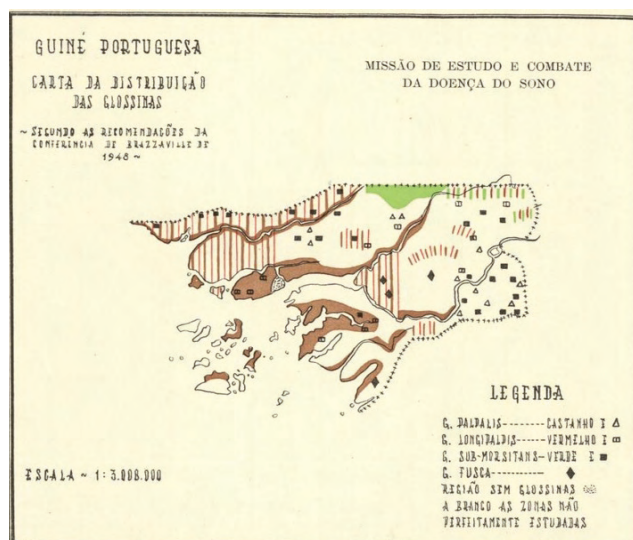 GUINÉ PORTUGUESA
CARTA DA DISTRIBUIÇÃO
DAS GLOSSINAS
~ SEGUNDO AS RECOMENDAÇÕES DA
CONFERENCIA DE BRAZZAVILLE DE
1948 ~
MISSÃO DE ESTUDO E COMBATE
DA DOENÇA DO SONO
LEGENDA
G. PALPALIS-------CASTANHO E △
G. LONGIPALPIS------VERMELHO E
G. SUB-MORSITANS-VERDE E ■
G. FUSCA---------- ◆
REGIÃO SEM GLOSSINAS
A BRANCO AS ZONAS NÃO
PERFEITAMENTE ESTUDADAS
ESCALA ~ 1:3.008.000